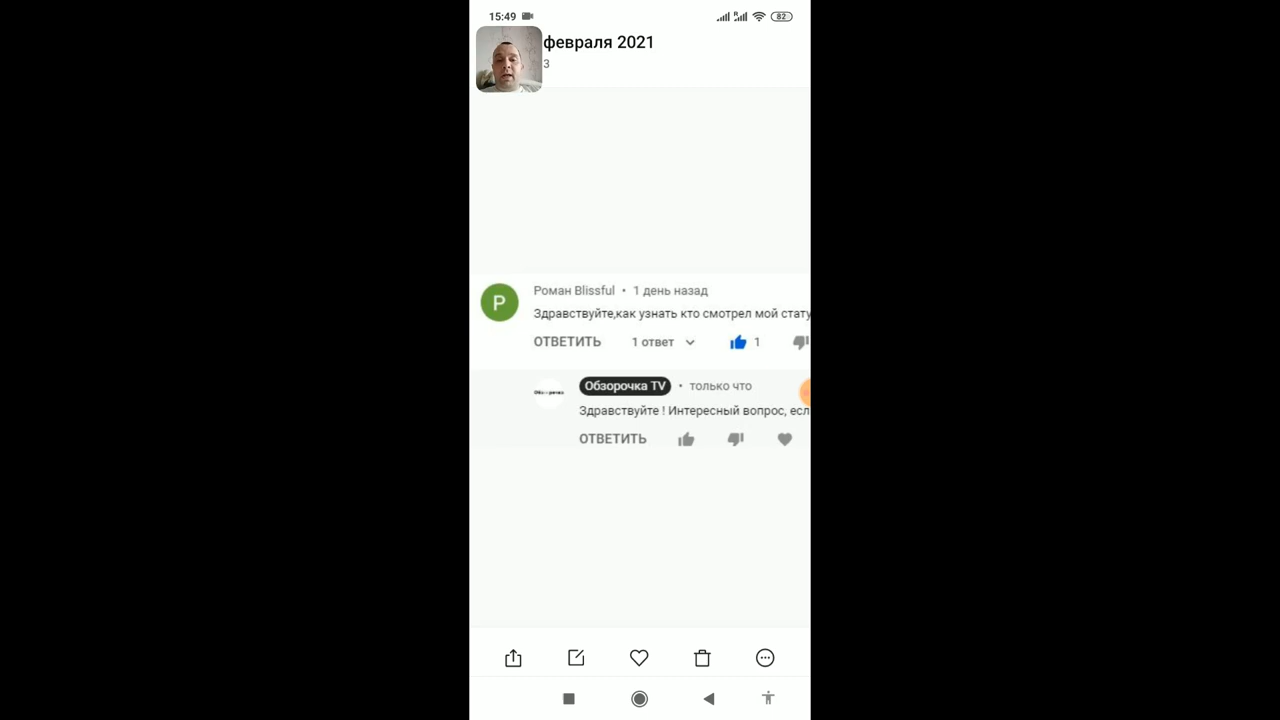 15:49
82
февраля 2021
3
Роман Blissful • 1 день назад
Р
Здравствуйте,как узнать кто смотрел мой стату
ОТВЕТИТЬ 1 ответ 1
Обзорочка TV • только что
Здравствуйте ! Интересный вопрос, есл
ОТВЕТИТЬ